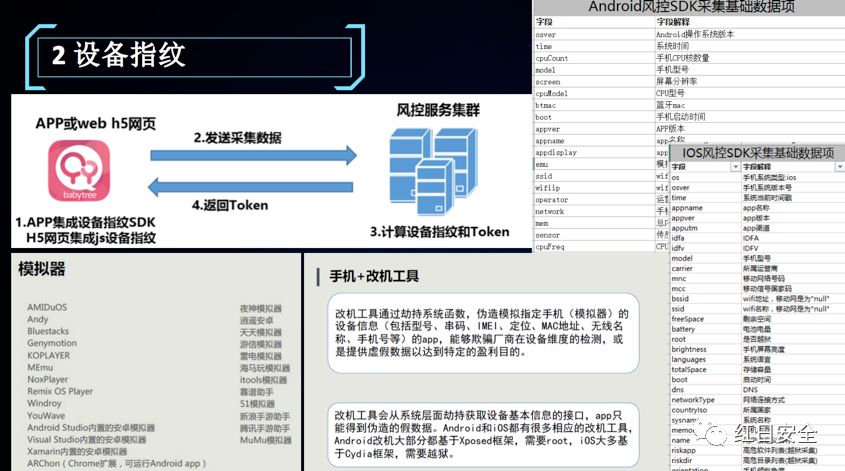 2 设备指纹
APP或web h5网页
babytree
1.APP集成设备指纹SDK
H5网页集成js设备指纹
2.发送采集数据
4.返回Token
风控服务集群
3.计算设备指纹和Token
Android风控SDK采集基础数据项
字段 字段解释
osver Android操作系统版本
time 系统时间
cpuCount 手机CPU核数量
model 手机型号
screen 屏幕分辨率
cpuModel CPU型号
btmac 蓝牙mac
boot 手机启动时间
appver APP版本
appname app名称
appdisplay app
emu 模
ssid wif
wifiip wif
operator 运
network 手
mem 总
sensor 传
cpuFreq CPU
IOS风控SDK采集基础数据项
字段 字段解释
os 手机系统类型:ios
osver 手机系统版本号
time 系统当前时间戳
appname app名称
appver app版本
apputm app渠道
idfa IDFA
idfv IDFV
model 手机型号
carrier 所属运营商
mnc 移动网络号码
mcc 移动信号国家码
bssid wifi地址，移动网是为"null"
ssid wifi名称，移动网是为"null"
freeSpace 剩余空间
battery 电池电量
root 是否越狱
brightness 手机屏幕亮度
languages 系统语言
totalSpace 存储容量
boot 启动时间
dns DNS
networkType 网络连接方式
countryIso 所属国家
sysname 系统名称
memo
name
riskapp 高危软件列表(越狱采集)
riskdir 高危目录列表(越狱采集)
orientation 手机倾斜角度
模拟器
AMIDuOS
Andy
Bluestacks
Genymotion
KOPLAYER
MEmu
NoxPlayer
Remix OS Player
Windroy
YouWave
Android Studio内置的安卓模拟器
Visual Studio内置的安卓模拟器
Xamarin内置的安卓模拟器
ARChon（Chrome扩展，可运行Android app）
夜神模拟器
逍遥安卓
天天模拟器
游信模拟器
雷电模拟器
海马玩模拟器
itools模拟器
靠谱助手
51模拟器
新浪手游助手
腾讯手游助手
MuMu模拟器
手机+改机工具
改机工具通过劫持系统函数，伪造模拟指定手机（模拟器）的
设备信息（包括型号、串码、IMEI、定位、MAC地址、无线名
称、手机号等）的app，能够欺骗厂商在设备维度的检测，或
是提供虚假数据以达到特定的盈利目的。
改机工具会从系统层面劫持获取设备基本信息的接口，app只
能得到伪造的假数据。Android和iOS都有很多相应的改机工具，
Android改机大部分都基于Xposed框架，需要root，iOS大多基
于Cydia框架，需要越狱。
红日安全